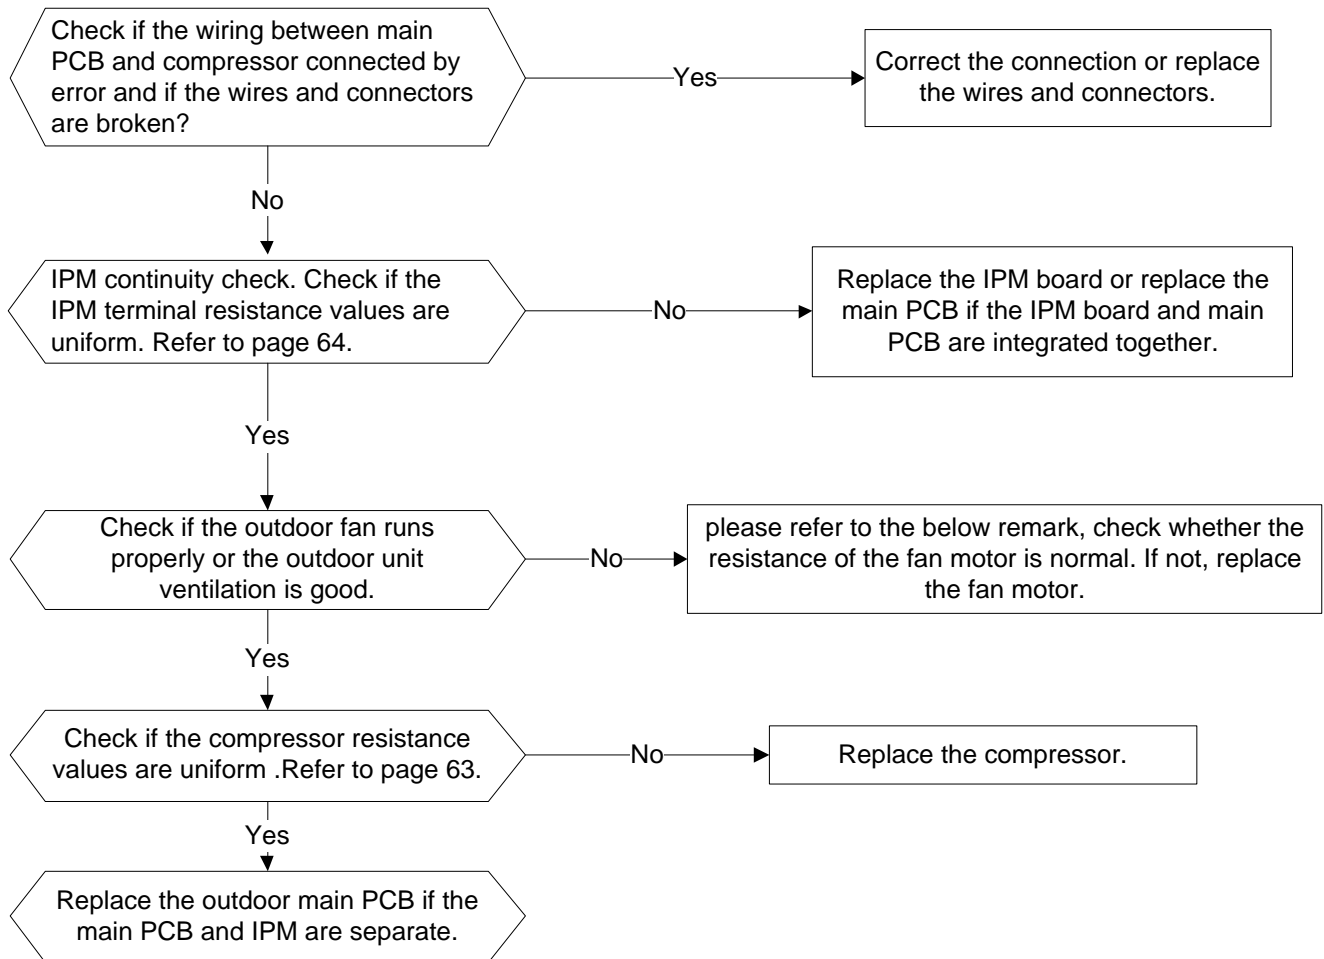 Check if the wiring between main
PCB and compressor connected by
error and if the wires and connectors
are broken?
Yes
Correct the connection or replace
the wires and connectors.
No
IPM continuity check. Check if the
IPM terminal resistance values are
uniform. Refer to page 64.
No
Replace the IPM board or replace the
main PCB if the IPM board and main
PCB are integrated together.
Yes
Check if the outdoor fan runs
properly or the outdoor unit
ventilation is good.
No
please refer to the below remark, check whether the
resistance of the fan motor is normal. If not, replace
the fan motor.
Yes
Check if the compressor resistance
values are uniform .Refer to page 63.
No
Replace the compressor.
Yes
Replace the outdoor main PCB if the
main PCB and IPM are separate.